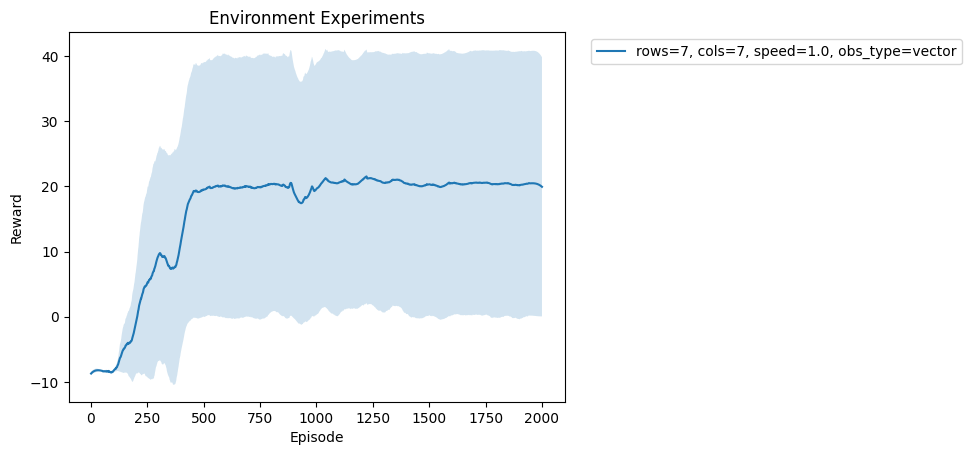 Environment Experiments
rows=7, cols=7, speed=1.0, obs_type=vector
Reward
40
30
20
10
0
−10
0 250 500 750 1000 1250 1500 1750 2000
Episode